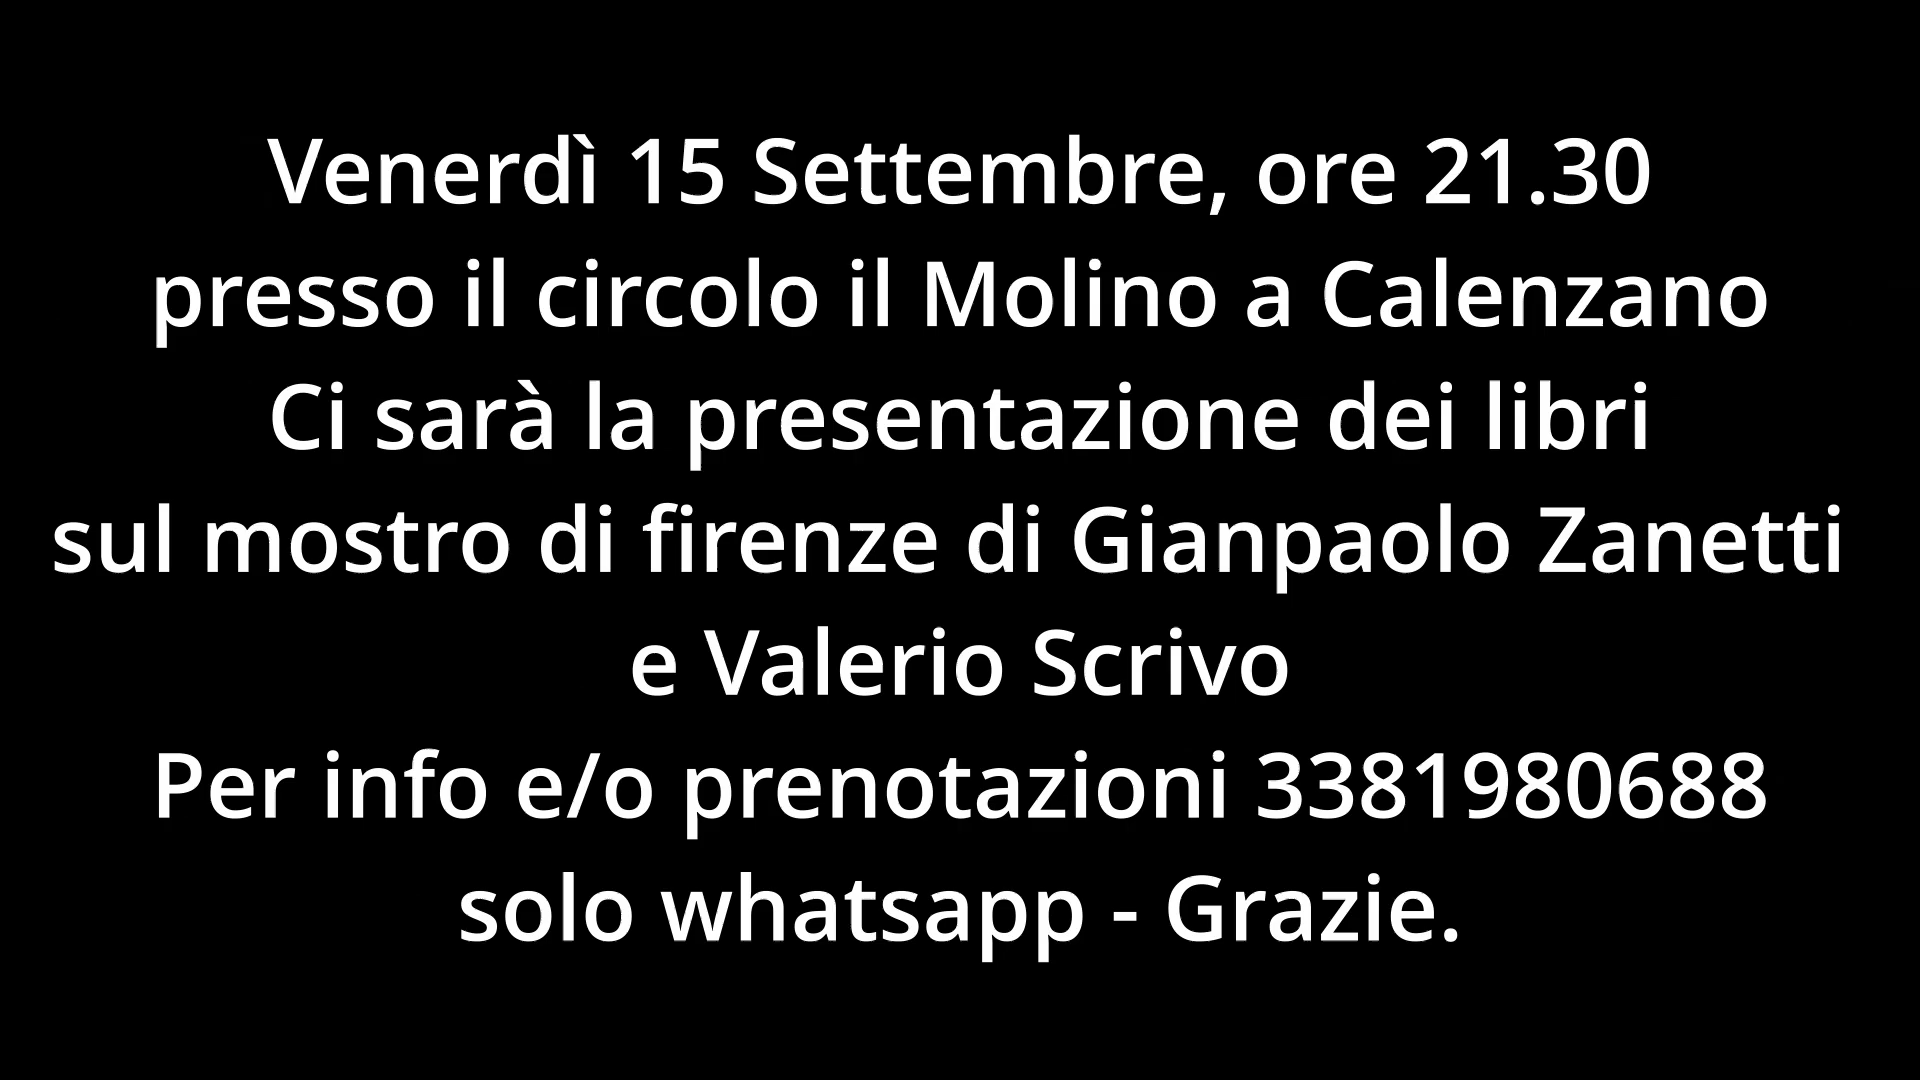 Venerdì 15 Settembre, ore 21.30
presso il circolo il Molino a Calenzano
Ci sarà la presentazione dei libri
sul mostro di firenze di Gianpaolo Zanetti
e Valerio Scrivo
Per info e/o prenotazioni 3381980688
solo whatsapp - Grazie.